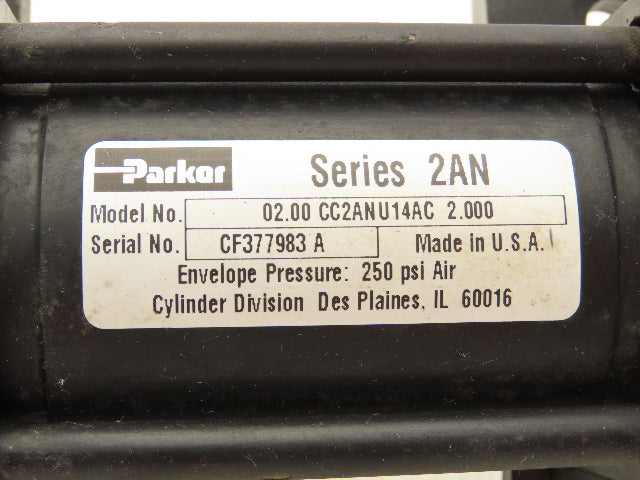 Parker Series 2AN
Model No. 02.00 CC2ANU14AC 2.000
Serial No. CF377983 A Made in U.S.A.
Envelope Pressure: 250 psi Air
Cylinder Division Des Plaines, IL 60016